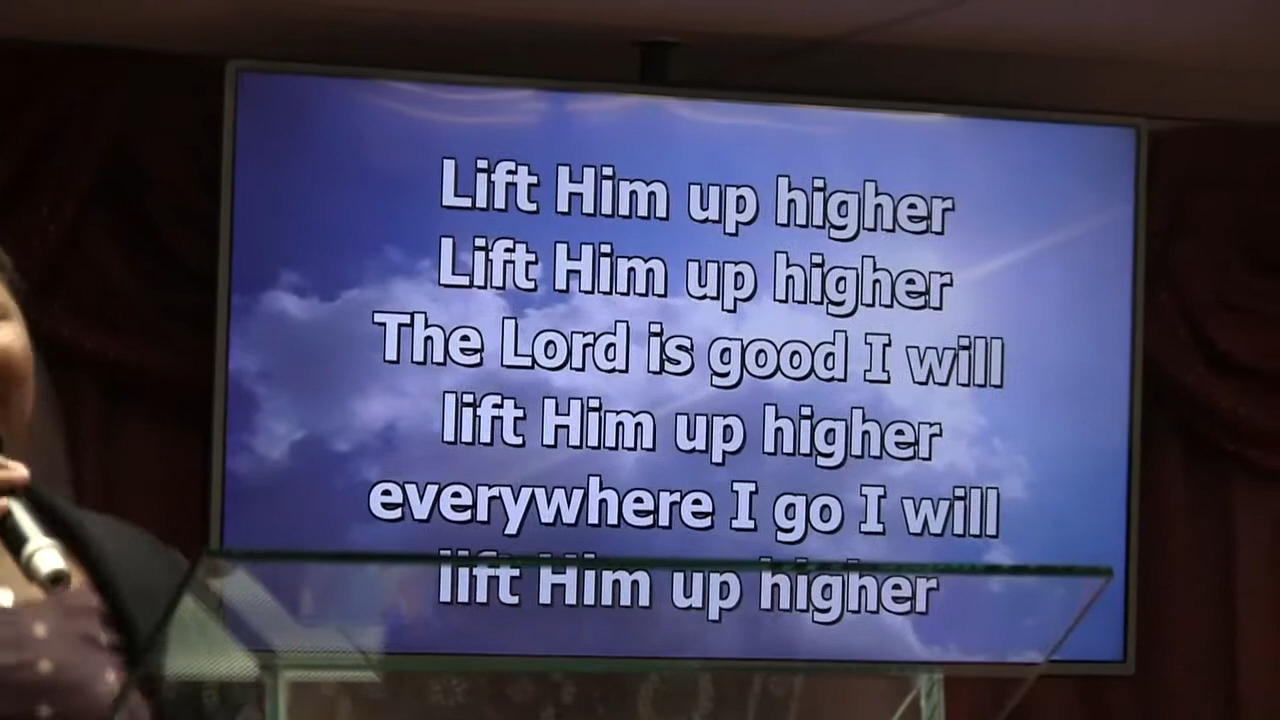 Lift Him up higher
Lift Him up higher
The Lord is good I will
lift Him up higher
everywhere I go I will
lift Him up higher